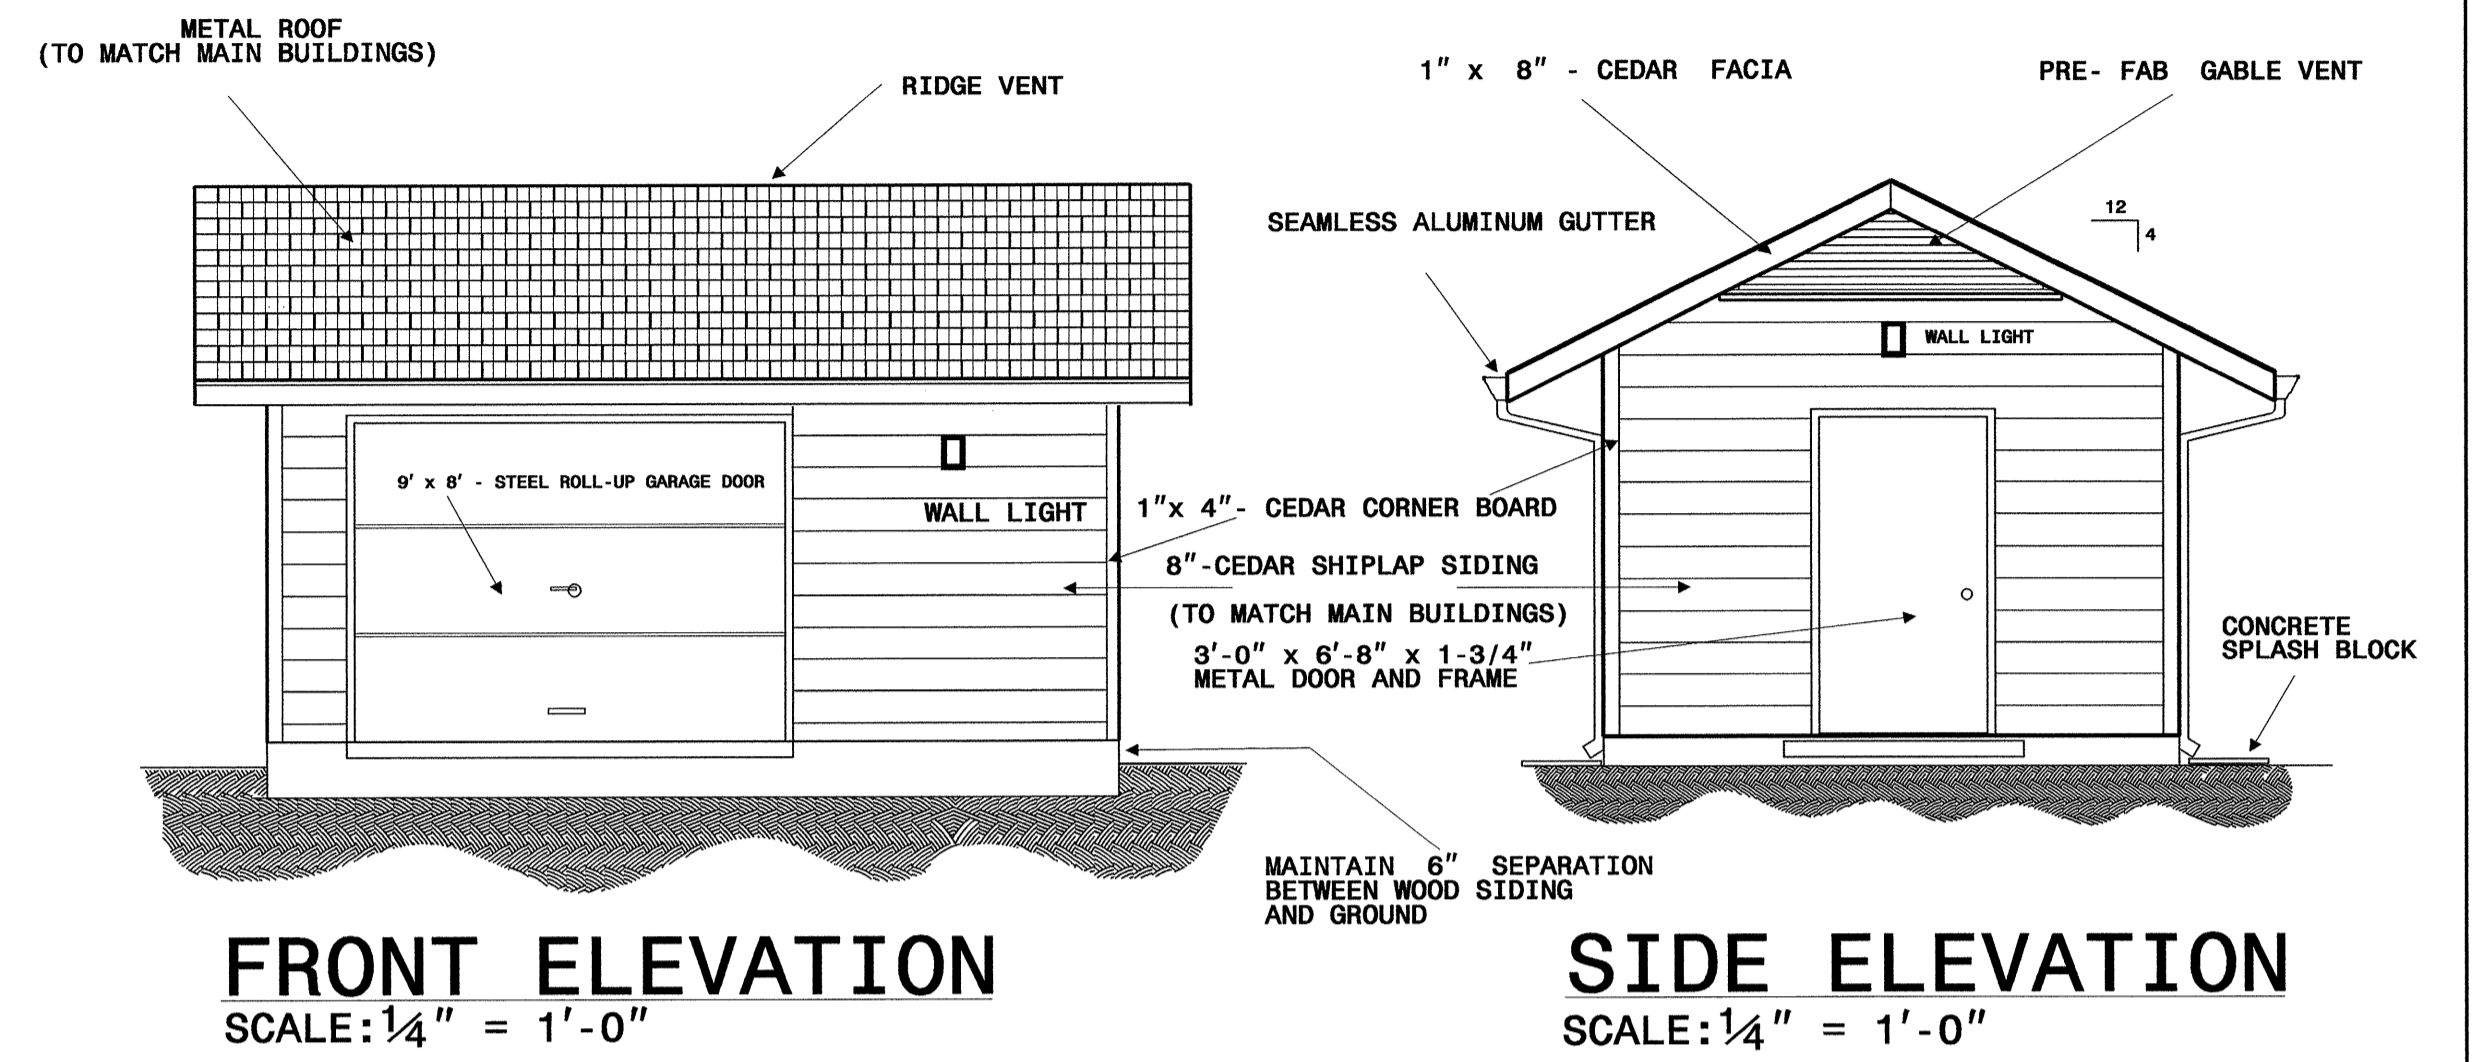 METAL ROOF
(TO MATCH MAIN BUILDINGS)
RIDGE VENT
1" x 8" - CEDAR FACIA
PRE- FAB GABLE VENT
SEAMLESS ALUMINUM GUTTER
12
4
WALL LIGHT
9' x 8' - STEEL ROLL-UP GARAGE DOOR
WALL LIGHT
1"x 4"- CEDAR CORNER BOARD
8"-CEDAR SHIPLAP SIDING
(TO MATCH MAIN BUILDINGS)
3'-0" x 6'-8" x 1-3/4"
METAL DOOR AND FRAME
CONCRETE
SPLASH BLOCK
MAINTAIN 6" SEPARATION
BETWEEN WOOD SIDING
AND GROUND
FRONT ELEVATION
SCALE:1/4" = 1'-0"
SIDE ELEVATION
SCALE:1/4" = 1'-0"